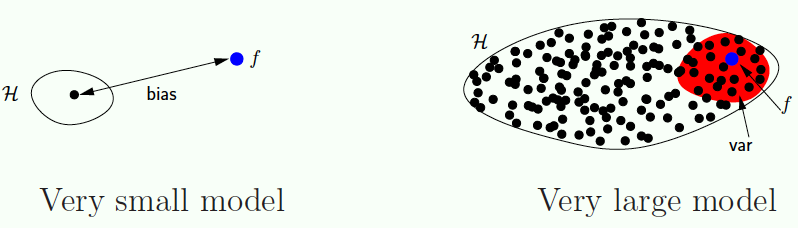 ℋ
f
bias
Very small model
ℋ
f
var
Very large model